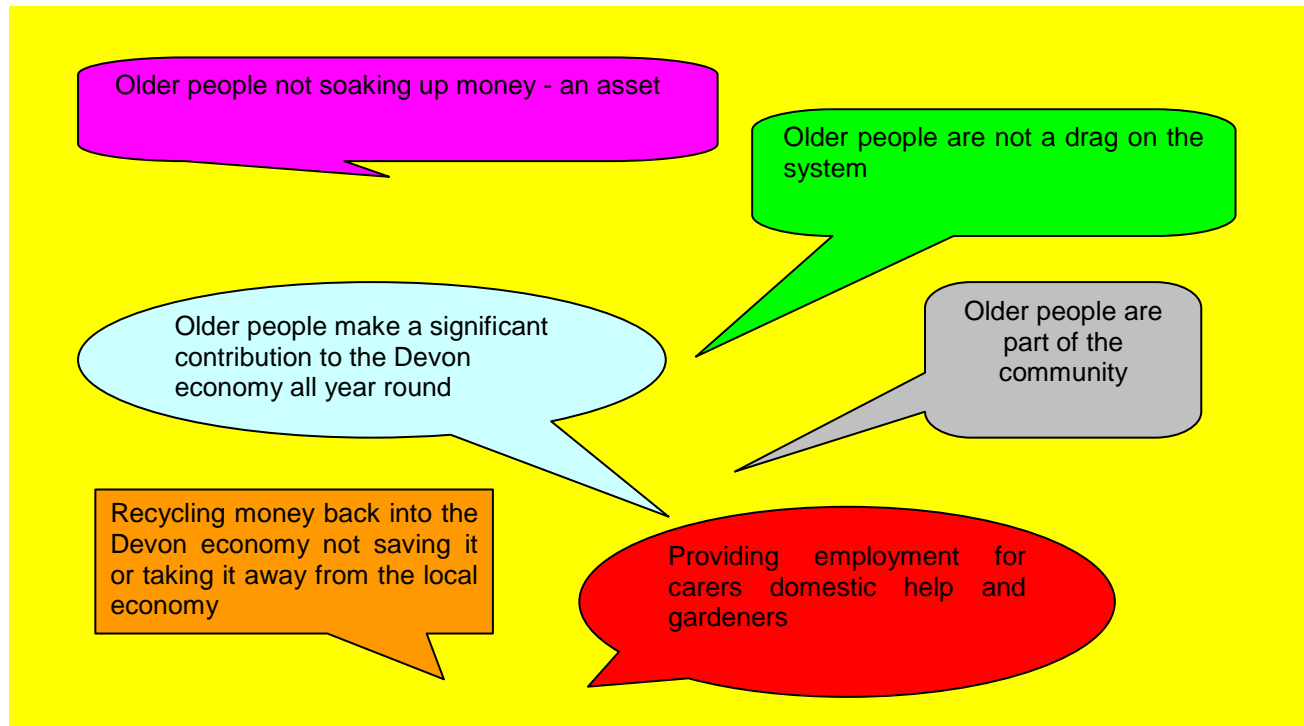 Older people not soaking up money - an asset
Older people are not a drag on the
system
Older people make a significant
contribution to the Devon
economy all year round
Older people are
part of the
community
Recycling money back into the
Devon economy not saving it
or taking it away from the local
economy
Providing employment for
carers domestic help and
gardeners